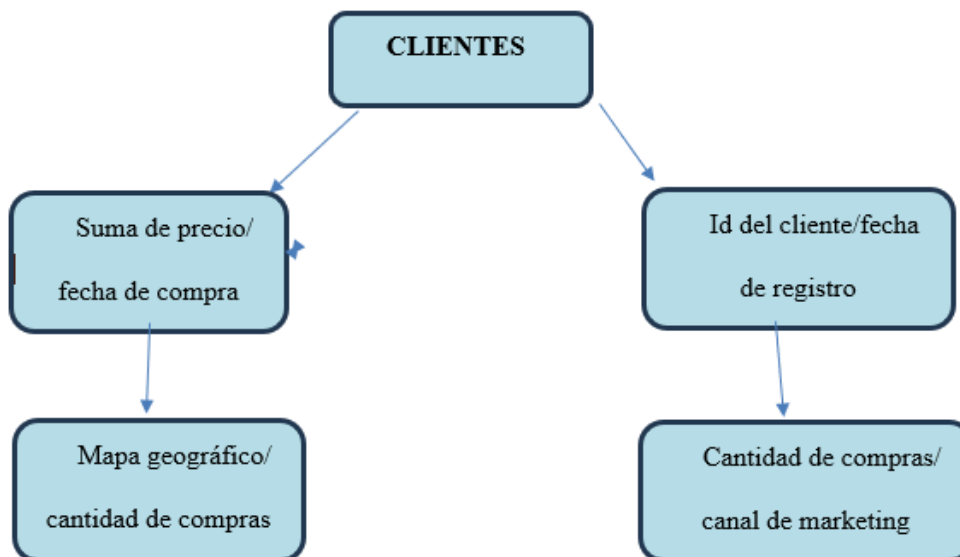 CLIENTES
Suma de precio/
fecha de compra
Id del cliente/fecha
de registro
Mapa geográfico/
cantidad de compras
Cantidad de compras/
canal de marketing